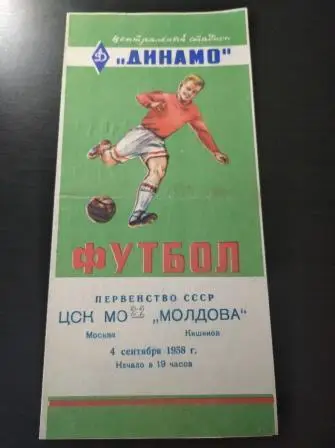 Центральный стадион
„ДИНАМО"
ФУТБОЛ
ПЕРВЕНСТВО СССР
ЦСК МО „МОЛДОВА"
Москва Кишинев
4 сентября 1958 г.
Начало в 19 часов